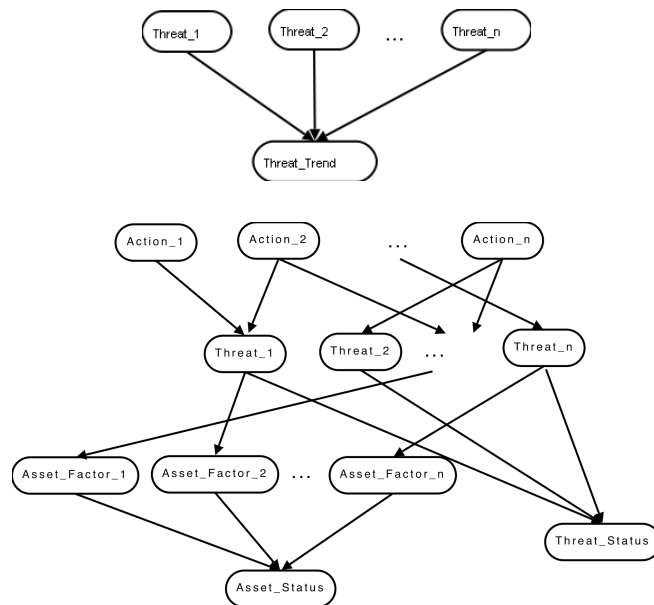 Threat_1 Threat_2 ... Threat_n
Threat_Trend
Action_1 Action_2 ... Action_n
Threat_1 Threat_2 ... Threat_n
Asset_Factor_1 Asset_Factor_2 ... Asset_Factor_n
Threat_Status
Asset_Status